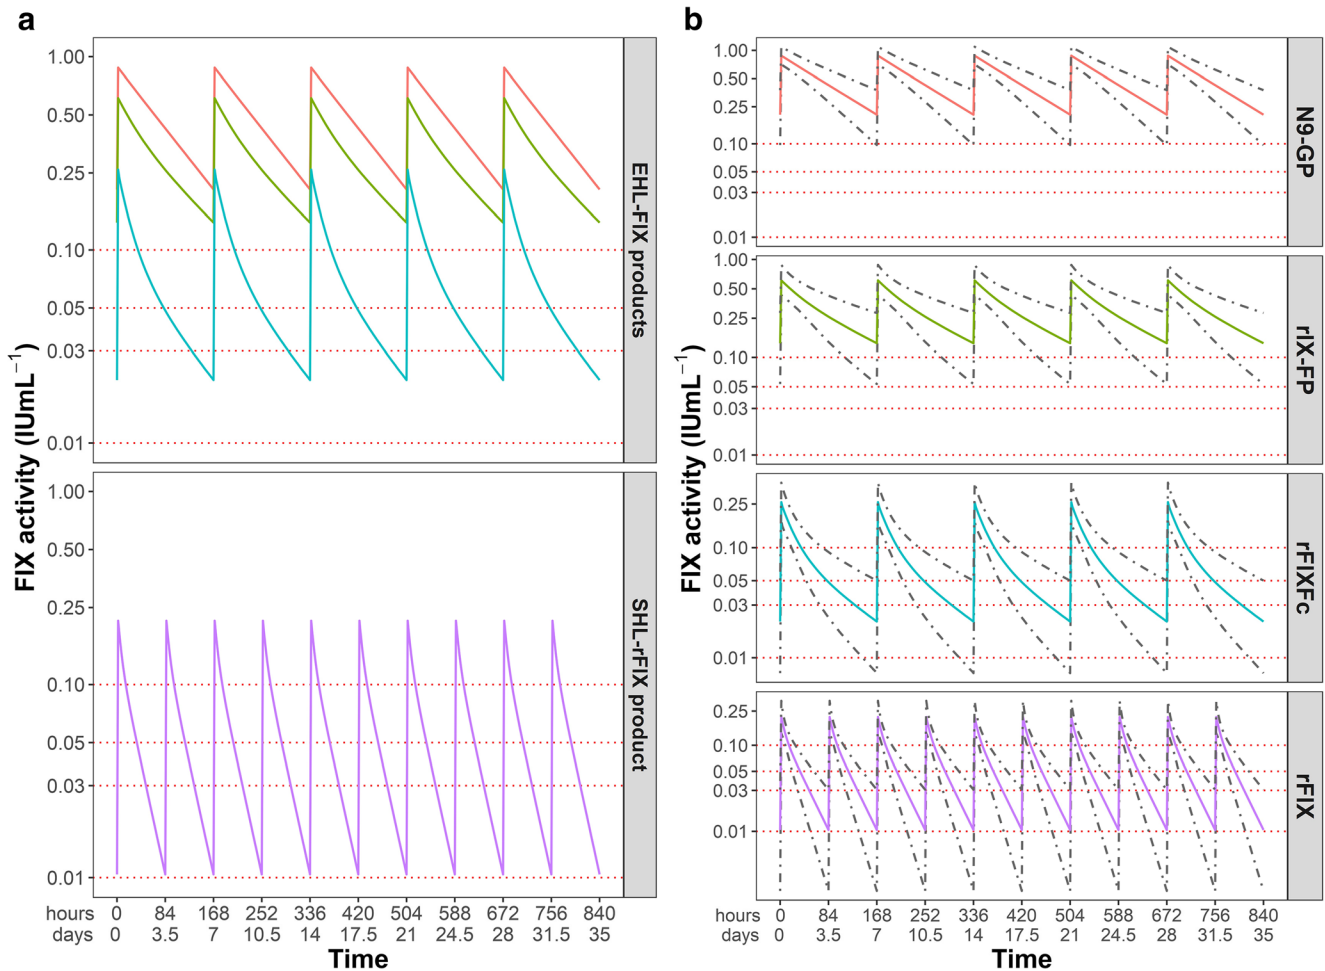 a
1.00
0.50
0.25
0.10
0.05
0.03
0.01
EHL-FIX products
1.00
0.50
0.25
0.10
0.05
0.03
0.01
SHL-rFIX product
FIX activity (IUmL⁻¹)
hours 0 84 168 252 336 420 504 588 672 756 840
days 0 3.5 7 10.5 14 17.5 21 24.5 28 31.5 35
Time
b
1.00
0.50
0.25
0.10
0.05
0.03
0.01
N9-GP
1.00
0.50
0.25
0.10
0.05
0.03
0.01
rIX-FP
0.25
0.10
0.05
0.03
0.01
rFIXFc
0.25
0.10
0.05
0.03
0.01
rFIX
FIX activity (IUmL⁻¹)
hours 0 84 168 252 336 420 504 588 672 756 840
days 0 3.5 7 10.5 14 17.5 21 24.5 28 31.5 35
Time